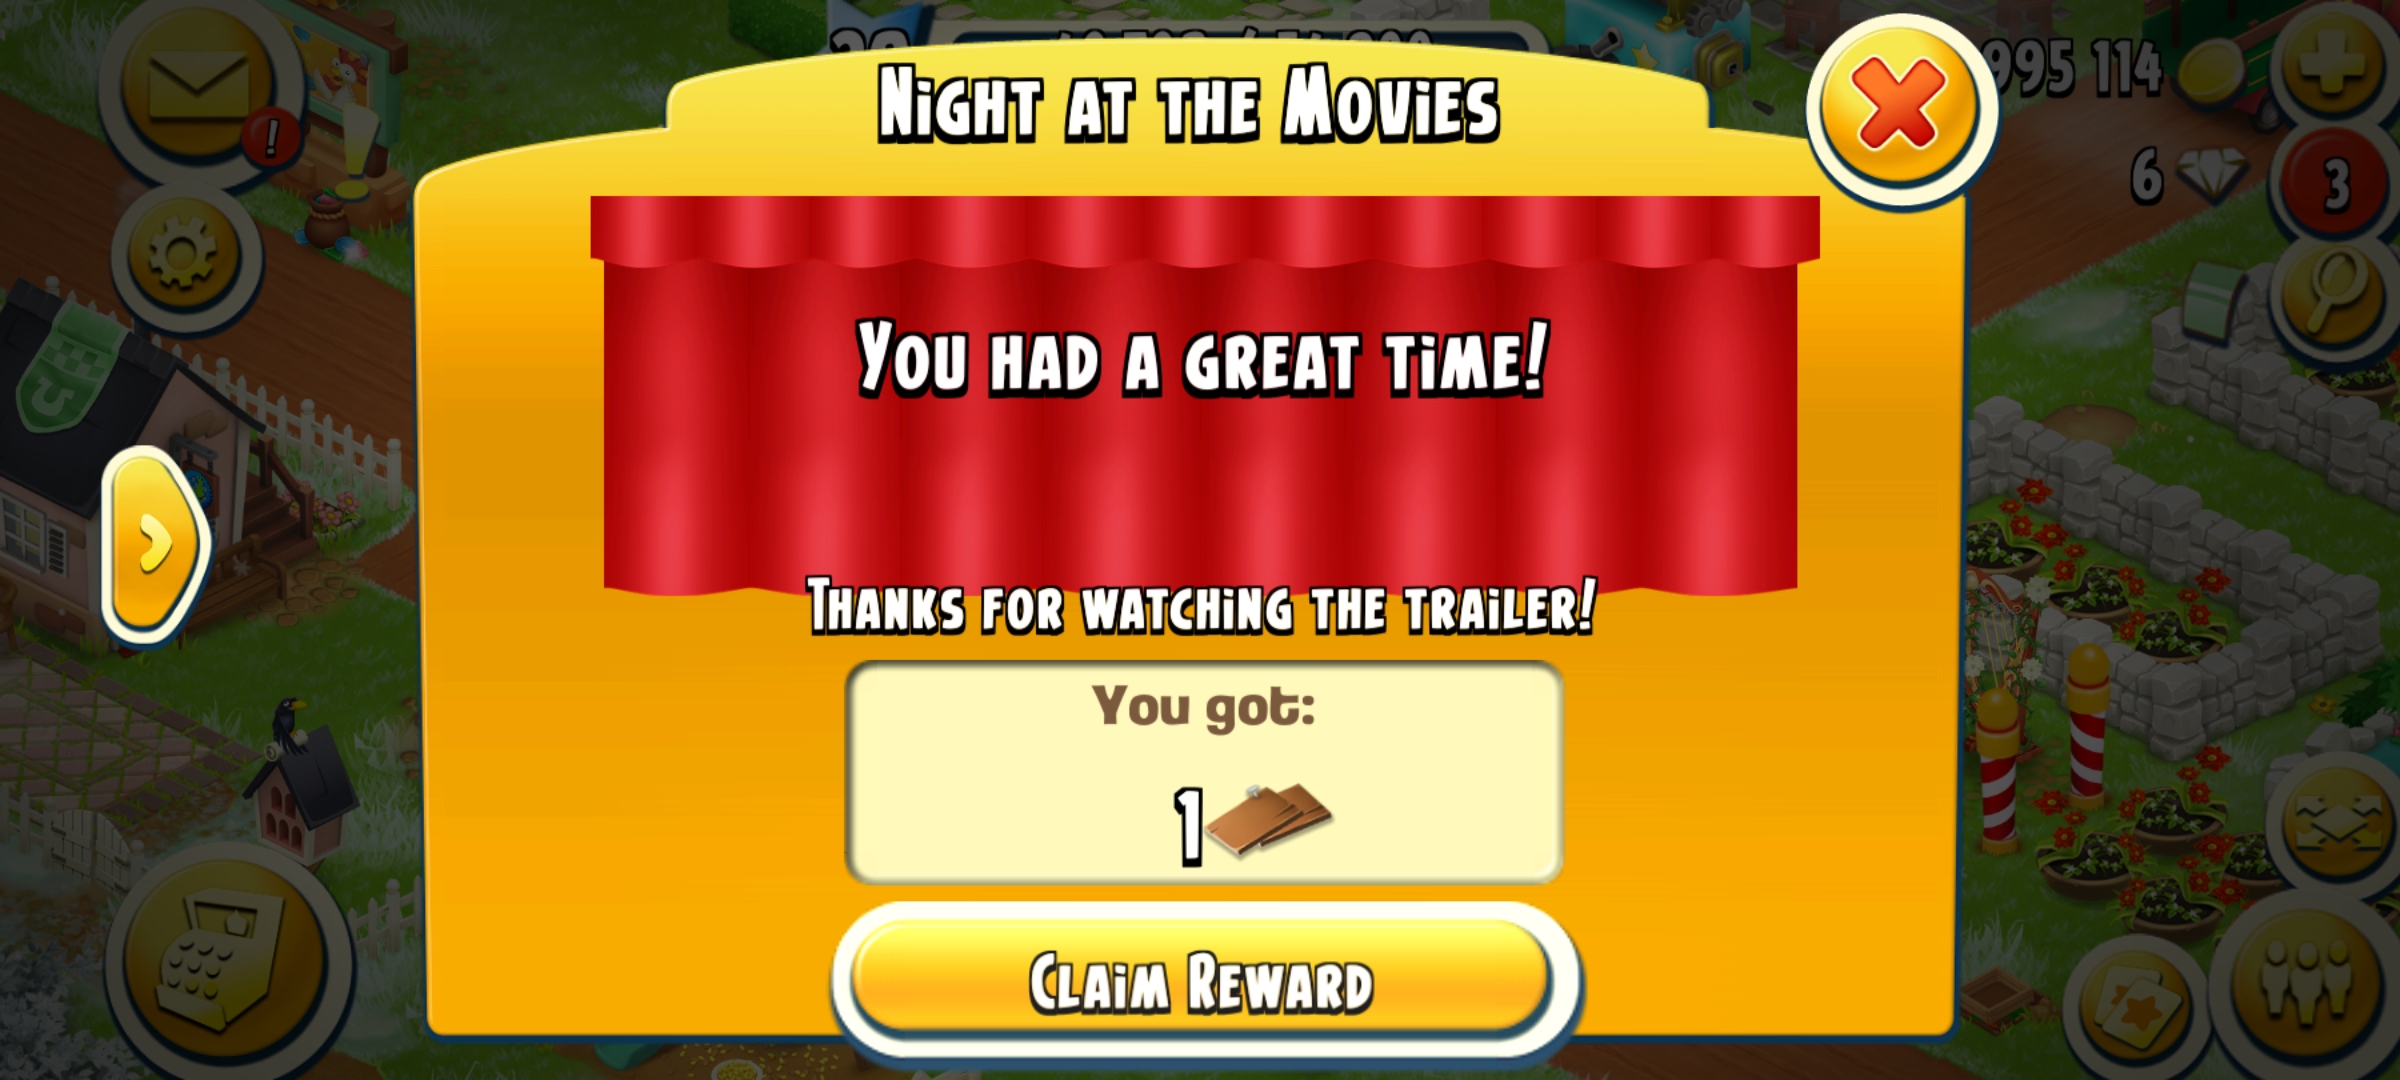 Night at the Movies
995 114
6
3
!
You had a great time!
Thanks for watching the trailer!
You got:
1
Claim Reward